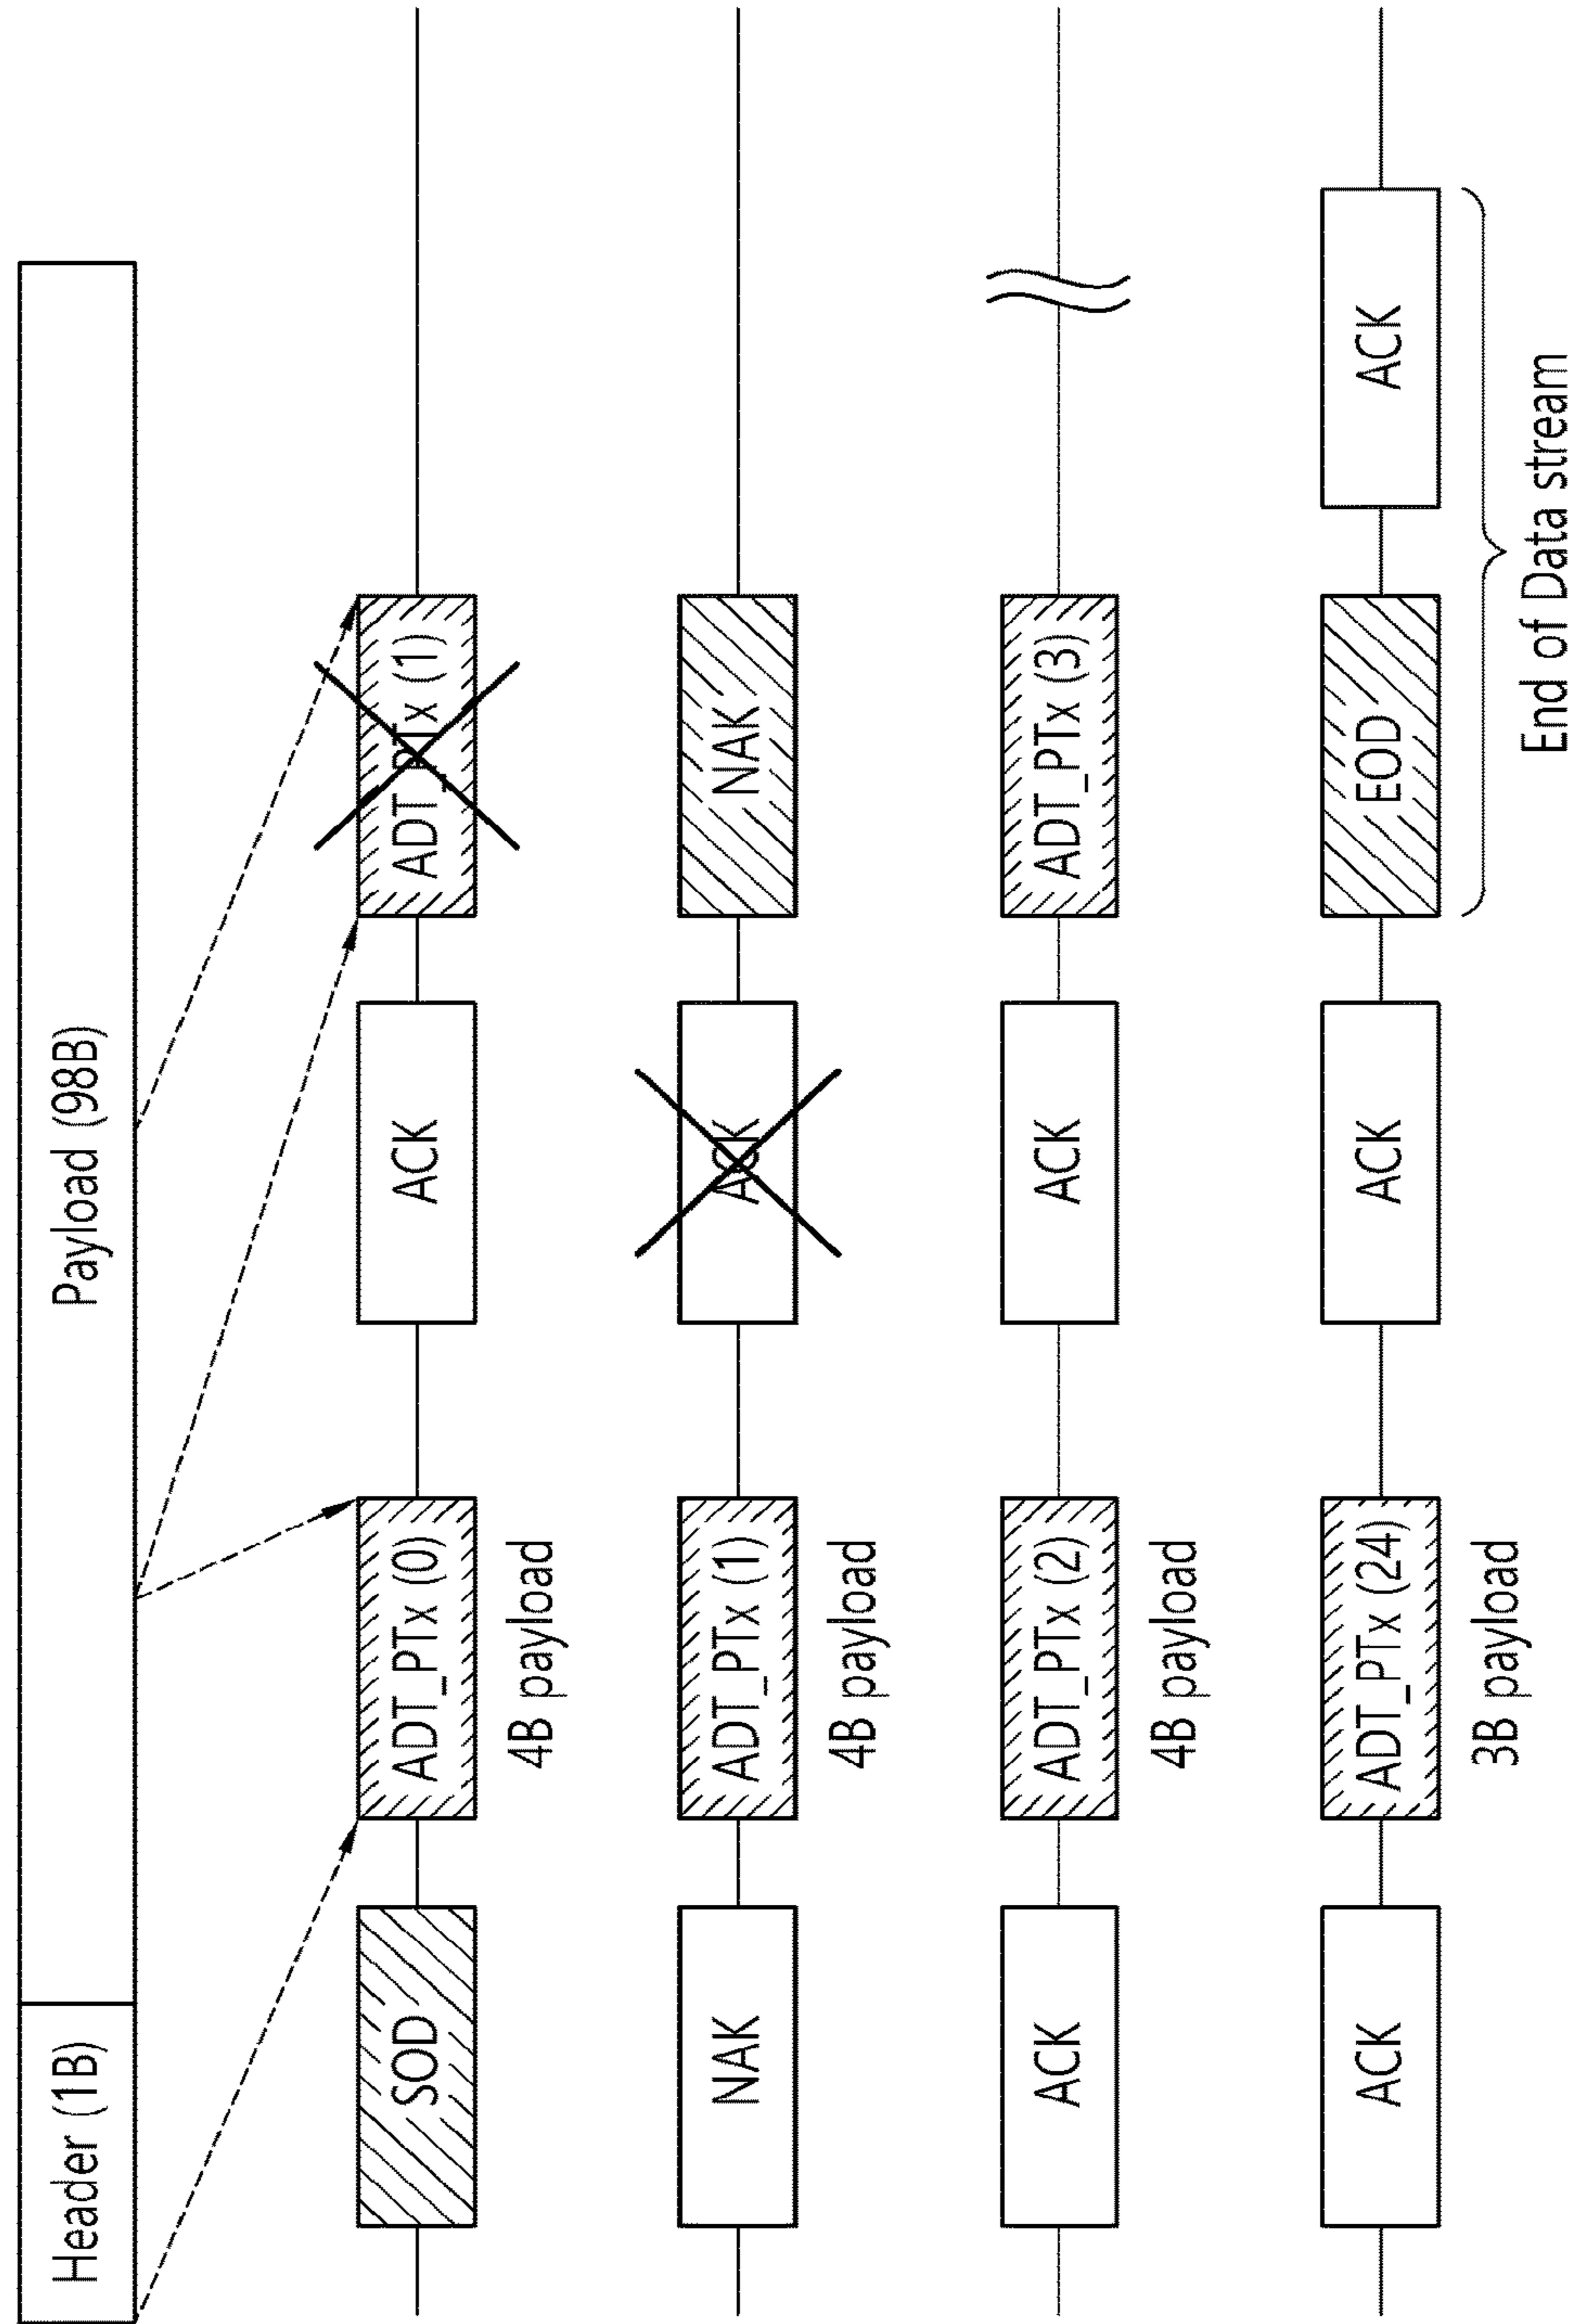 Header (1B)
Payload (98B)
SOD
ADT_PTx (0)
4B payload
ACK
ADT_PTx (1)
NAK
ADT_PTx (1)
4B payload
ACK
NAK
ACK
ADT_PTx (2)
4B payload
ACK
ADT_PTx (3)
ACK
ADT_PTx (24)
3B payload
ACK
EOD
ACK
End of Data stream